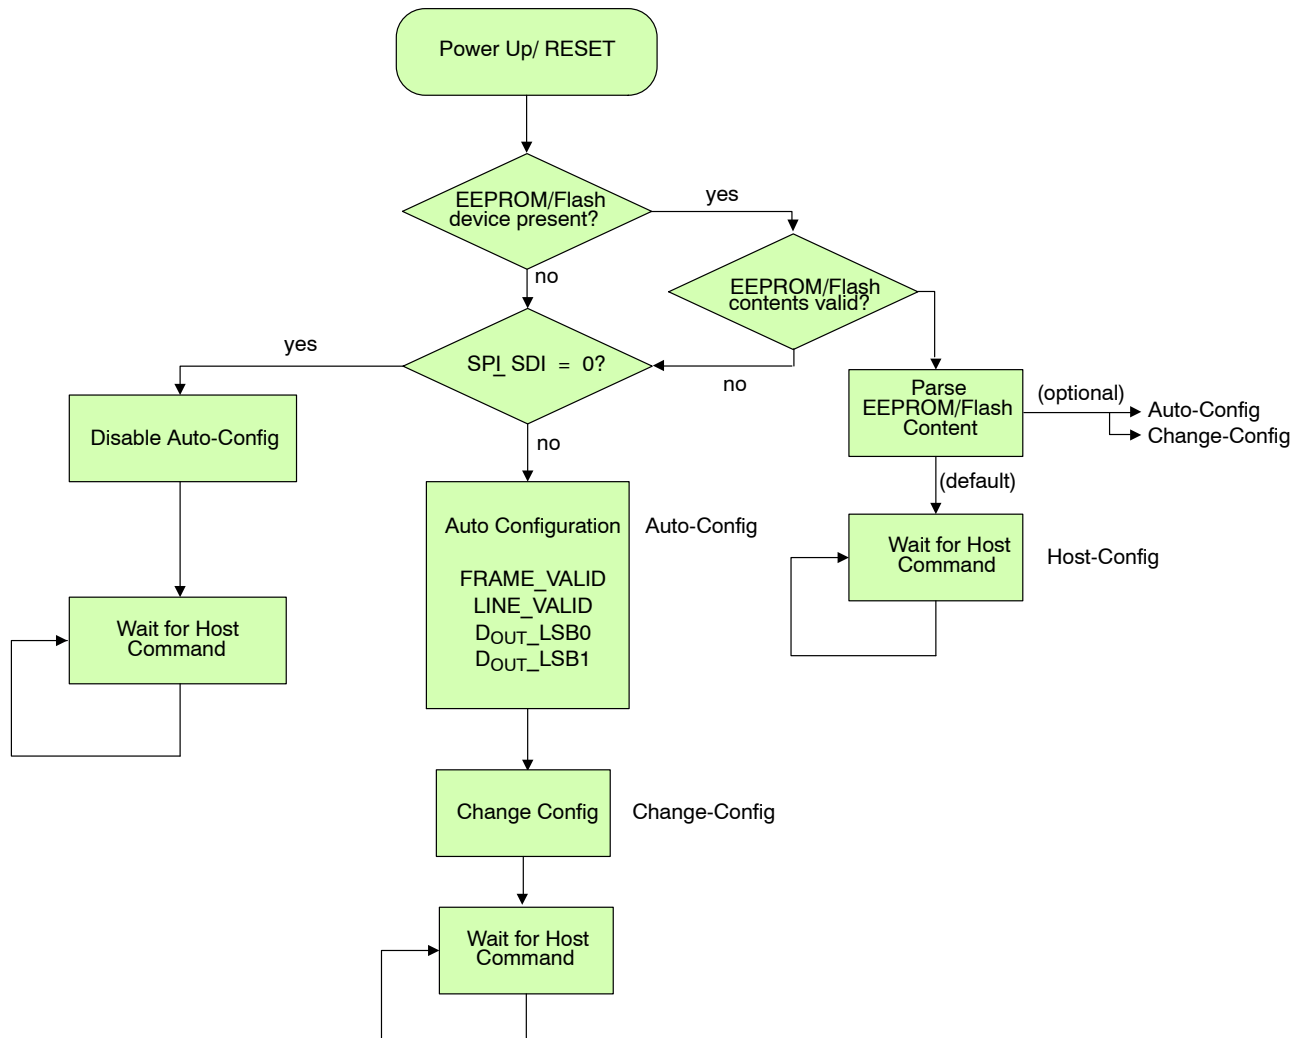 Power Up/ RESET
EEPROM/Flash
device present?
yes
no
EEPROM/Flash
contents valid?
yes
SPI_SDI = 0?
no
Parse
EEPROM/Flash
Content
(optional)
Auto-Config
Change-Config
Disable Auto-Config
no
(default)
Auto Configuration
FRAME_VALID
LINE_VALID
DOUT_LSB0
DOUT_LSB1
Auto-Config
Wait for Host
Command
Host-Config
Wait for Host
Command
Change Config
Change-Config
Wait for Host
Command